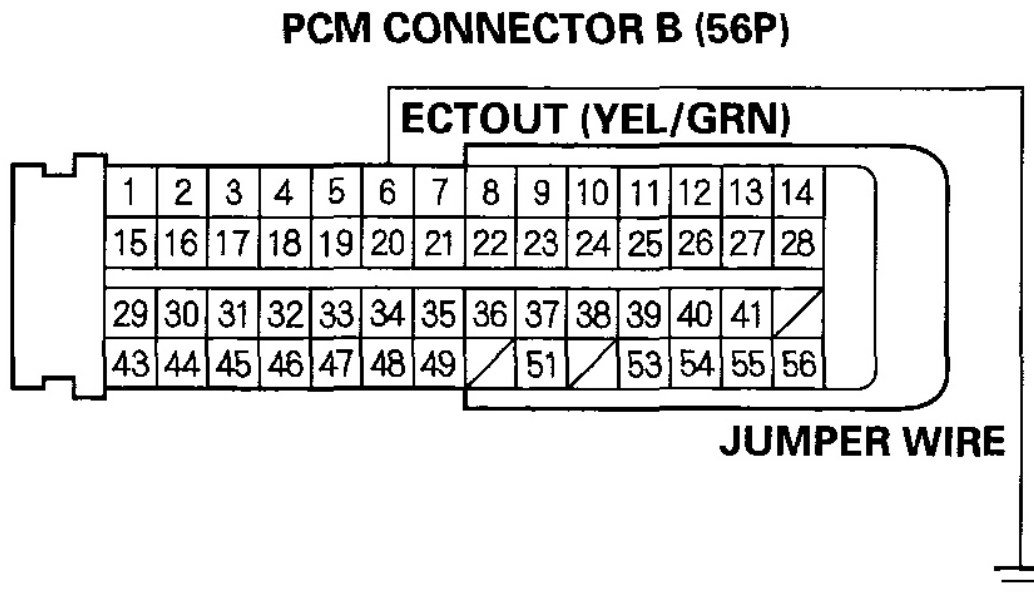 PCM CONNECTOR B (56P)
ECTOUT (YEL/GRN)
1 2 3 4 5 6 7 8 9 10 11 12 13 14
15 16 17 18 19 20 21 22 23 24 25 26 27 28
29 30 31 32 33 34 35 36 37 38 39 40 41
43 44 45 46 47 48 49 51 53 54 55 56
JUMPER WIRE